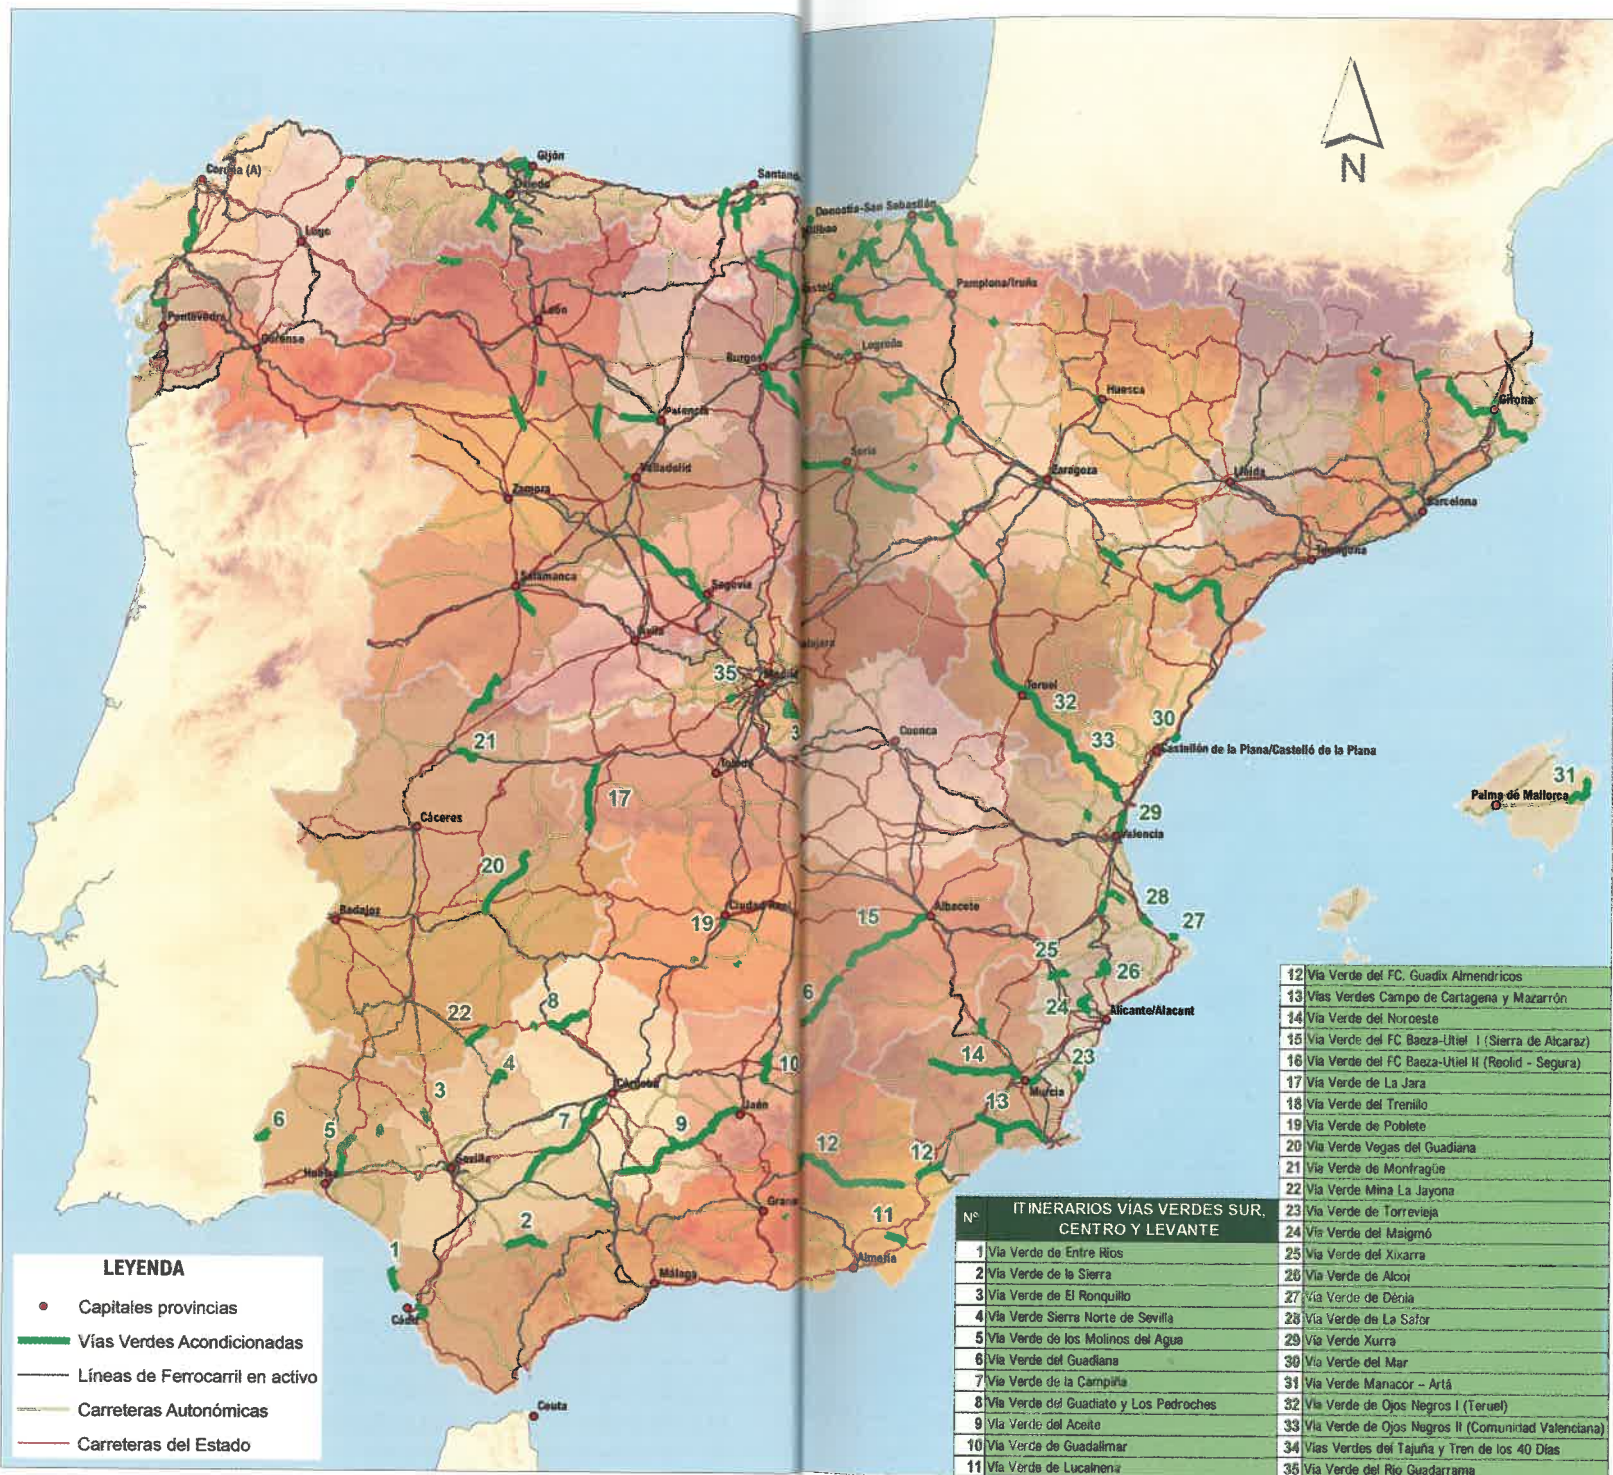 N
Coruña (A)
Gijón
Oviedo
Santand
Donostia-San Sebastián
Bilbao
Lugo
Pamplona/Iruña
León
Pontevedra
Ourense
Burgos
Logroño
Huesca
Girona
Palencia
Soria
Valladolid
Zaragoza
Lleida
Zamora
Barcelona
Tarragona
Salamanca
Segovia
Ávila
alajara
35
Madrid
Teruel
32
30
33
21
Cuenca
Castellón de la Plana/Castelló de la Plana
Toledo
31
17
Palma de Mallorca
29
Cáceres
Valencia
20
28
Badajoz
Ciudad Real
19
15
Albacete
27
25
26
6
8
24
Alicante/Alacant
22
14
23
4
10
3
Córdoba
Murcia
13
6
5
7
9
Jaén
12
12
Sevilla
Huelva
Grana
11
2
1
Almería
Málaga
Cádiz
Ceuta
LEYENDA
Capitales provincias
Vías Verdes Acondicionadas
Líneas de Ferrocarril en activo
Carreteras Autonómicas
Carreteras del Estado
Nº ITINERARIOS VÍAS VERDES SUR,
CENTRO Y LEVANTE
1 Vía Verde de Entre Ríos
2 Vía Verde de la Sierra
3 Vía Verde de El Ronquillo
4 Vía Verde Sierra Norte de Sevilla
5 Vía Verde de los Molinos del Agua
6 Vía Verde del Guadiana
7 Vía Verde de la Campiña
8 Vía Verde del Guadiato y Los Pedroches
9 Vía Verde del Aceite
10 Vía Verde de Guadalimar
11 Vía Verde de Lucainena
12 Vía Verde del FC. Guadix Almendricos
13 Vías Verdes Campo de Cartagena y Mazarrón
14 Vía Verde del Noroeste
15 Vía Verde del FC Baeza-Utiel I (Sierra de Alcaraz)
16 Vía Verde del FC Baeza-Utiel II (Reolid - Segura)
17 Vía Verde de La Jara
18 Vía Verde del Trenillo
19 Vía Verde de Poblete
20 Vía Verde Vegas del Guadiana
21 Vía Verde de Monfragüe
22 Vía Verde Mina La Jayona
23 Vía Verde de Torrevieja
24 Vía Verde del Maigmó
25 Vía Verde del Xixarra
26 Vía Verde de Alcoi
27 Vía Verde de Dénia
28 Vía Verde de La Safor
29 Vía Verde Xurra
30 Vía Verde del Mar
31 Vía Verde Manacor – Artà
32 Vía Verde de Ojos Negros I (Teruel)
33 Vía Verde de Ojos Negros II (Comunidad Valenciana)
34 Vías Verdes del Tajuña y Tren de los 40 Días
35 Vía Verde del Río Guadarrama